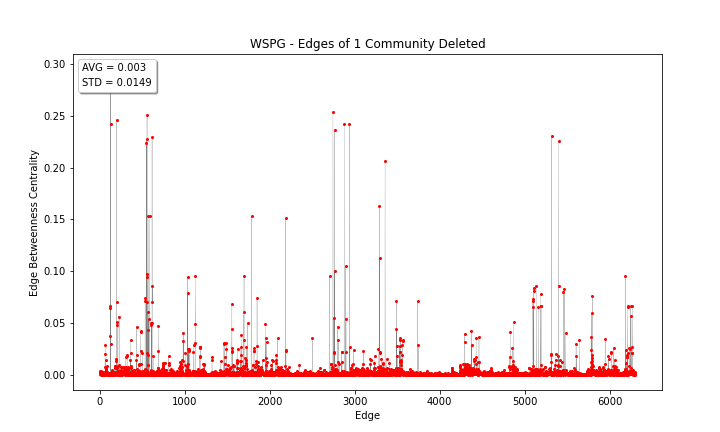 WSPG - Edges of 1 Community Deleted
AVG = 0.003
STD = 0.0149
0.30
0.25
0.20
0.15
0.10
0.05
0.00
Edge Betweenness Centrality
0 1000 2000 3000 4000 5000 6000
Edge